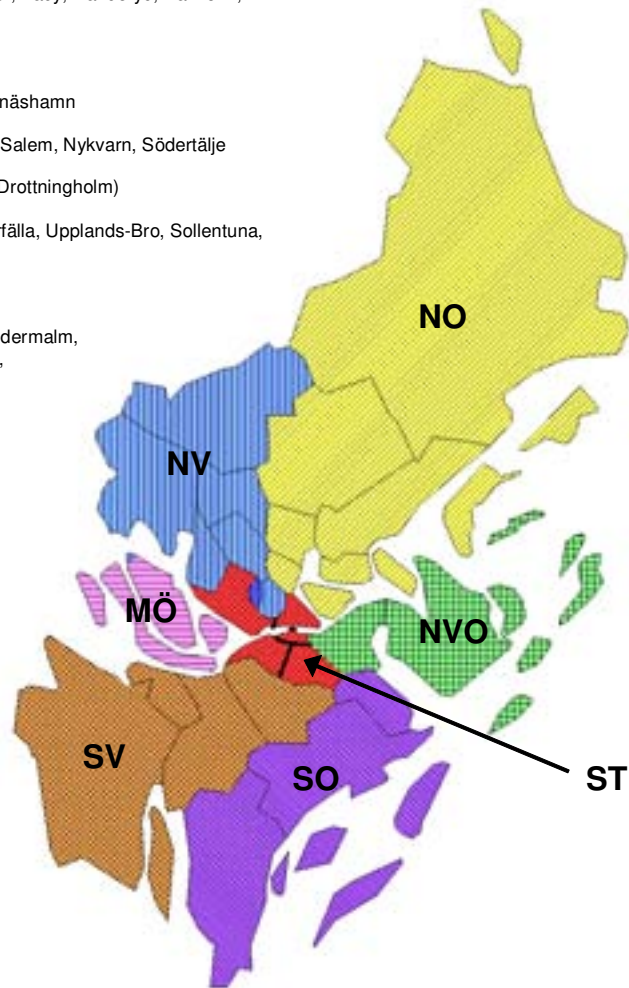 näshamn
Salem, Nykvarn, Södertälje
Drottningholm)
fälla, Upplands-Bro, Sollentuna,
dermalm,
NO
NV
MÖ
NVO
SV
SO
ST